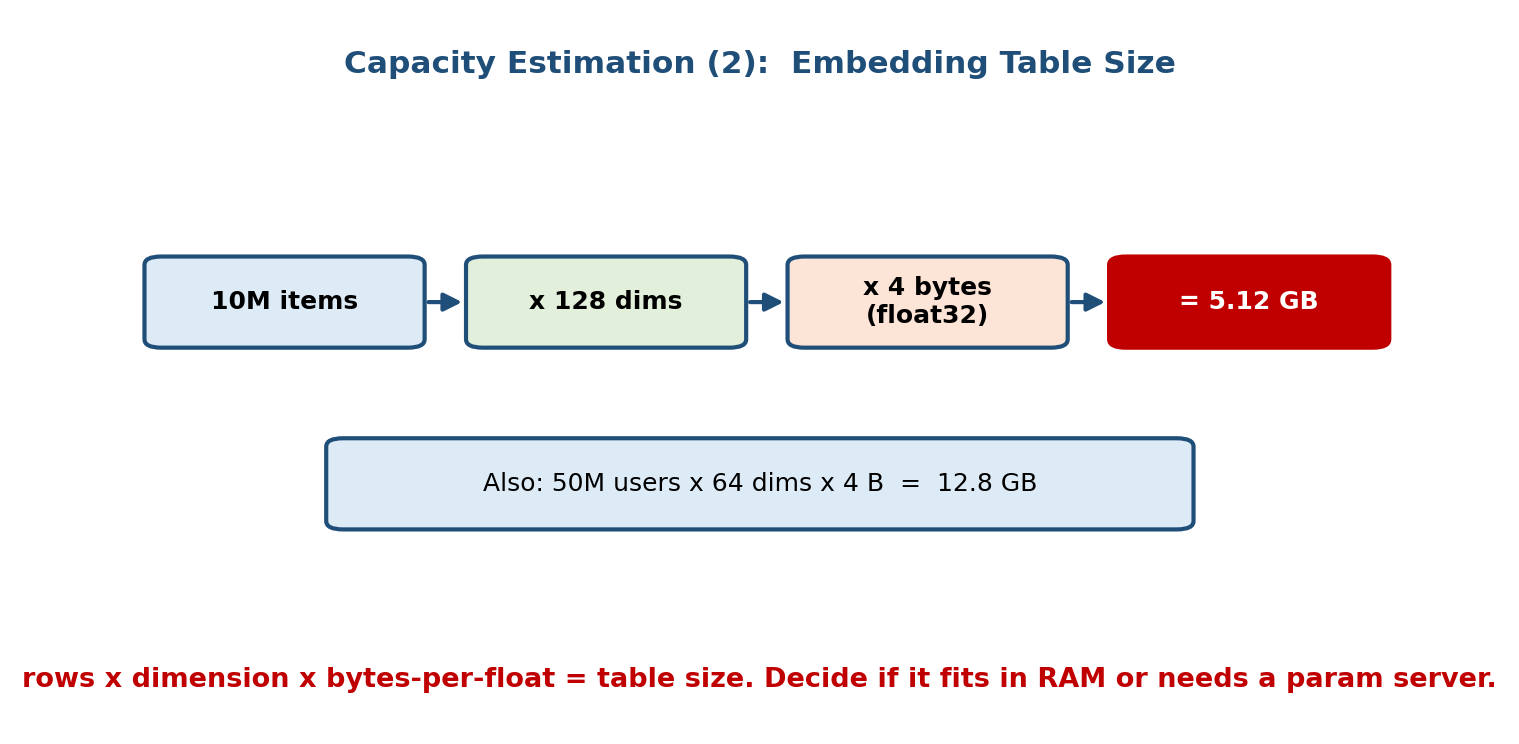 Capacity Estimation (2):  Embedding Table Size
10M items
x 128 dims
x 4 bytes
(float32)
= 5.12 GB
Also: 50M users x 64 dims x 4 B  =  12.8 GB
rows x dimension x bytes-per-float = table size. Decide if it fits in RAM or needs a param server.